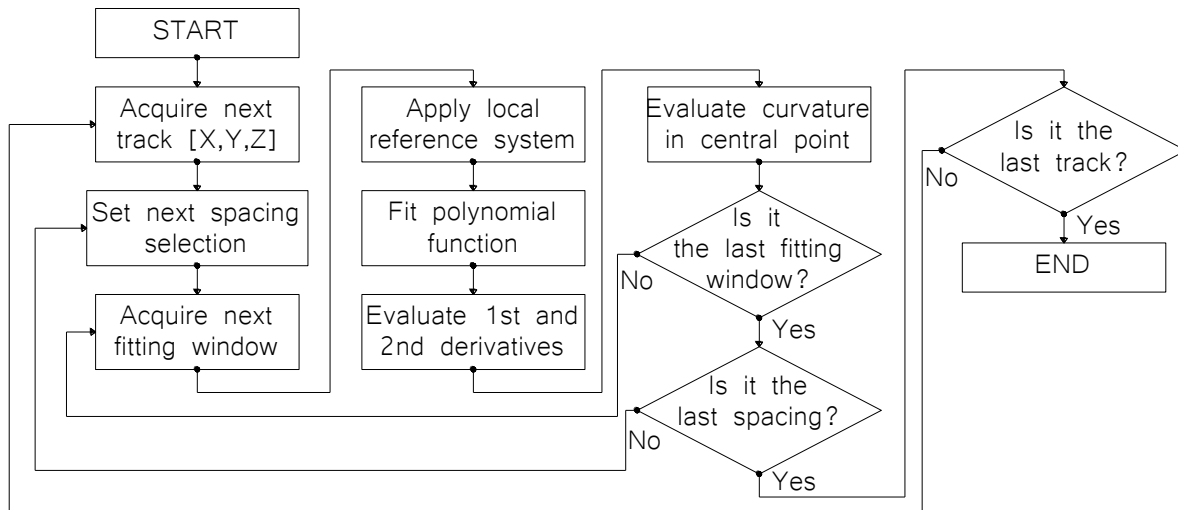 START
Acquire next
track [X,Y,Z]
Set next spacing
selection
Acquire next
fitting window
Apply local
reference system
Fit polynomial
function
Evaluate 1st and
2nd derivatives
Evaluate curvature
in central point
Is it
the last fitting
window?
No
Yes
Is it the
last spacing?
No
Yes
Is it the
last track?
No
Yes
END